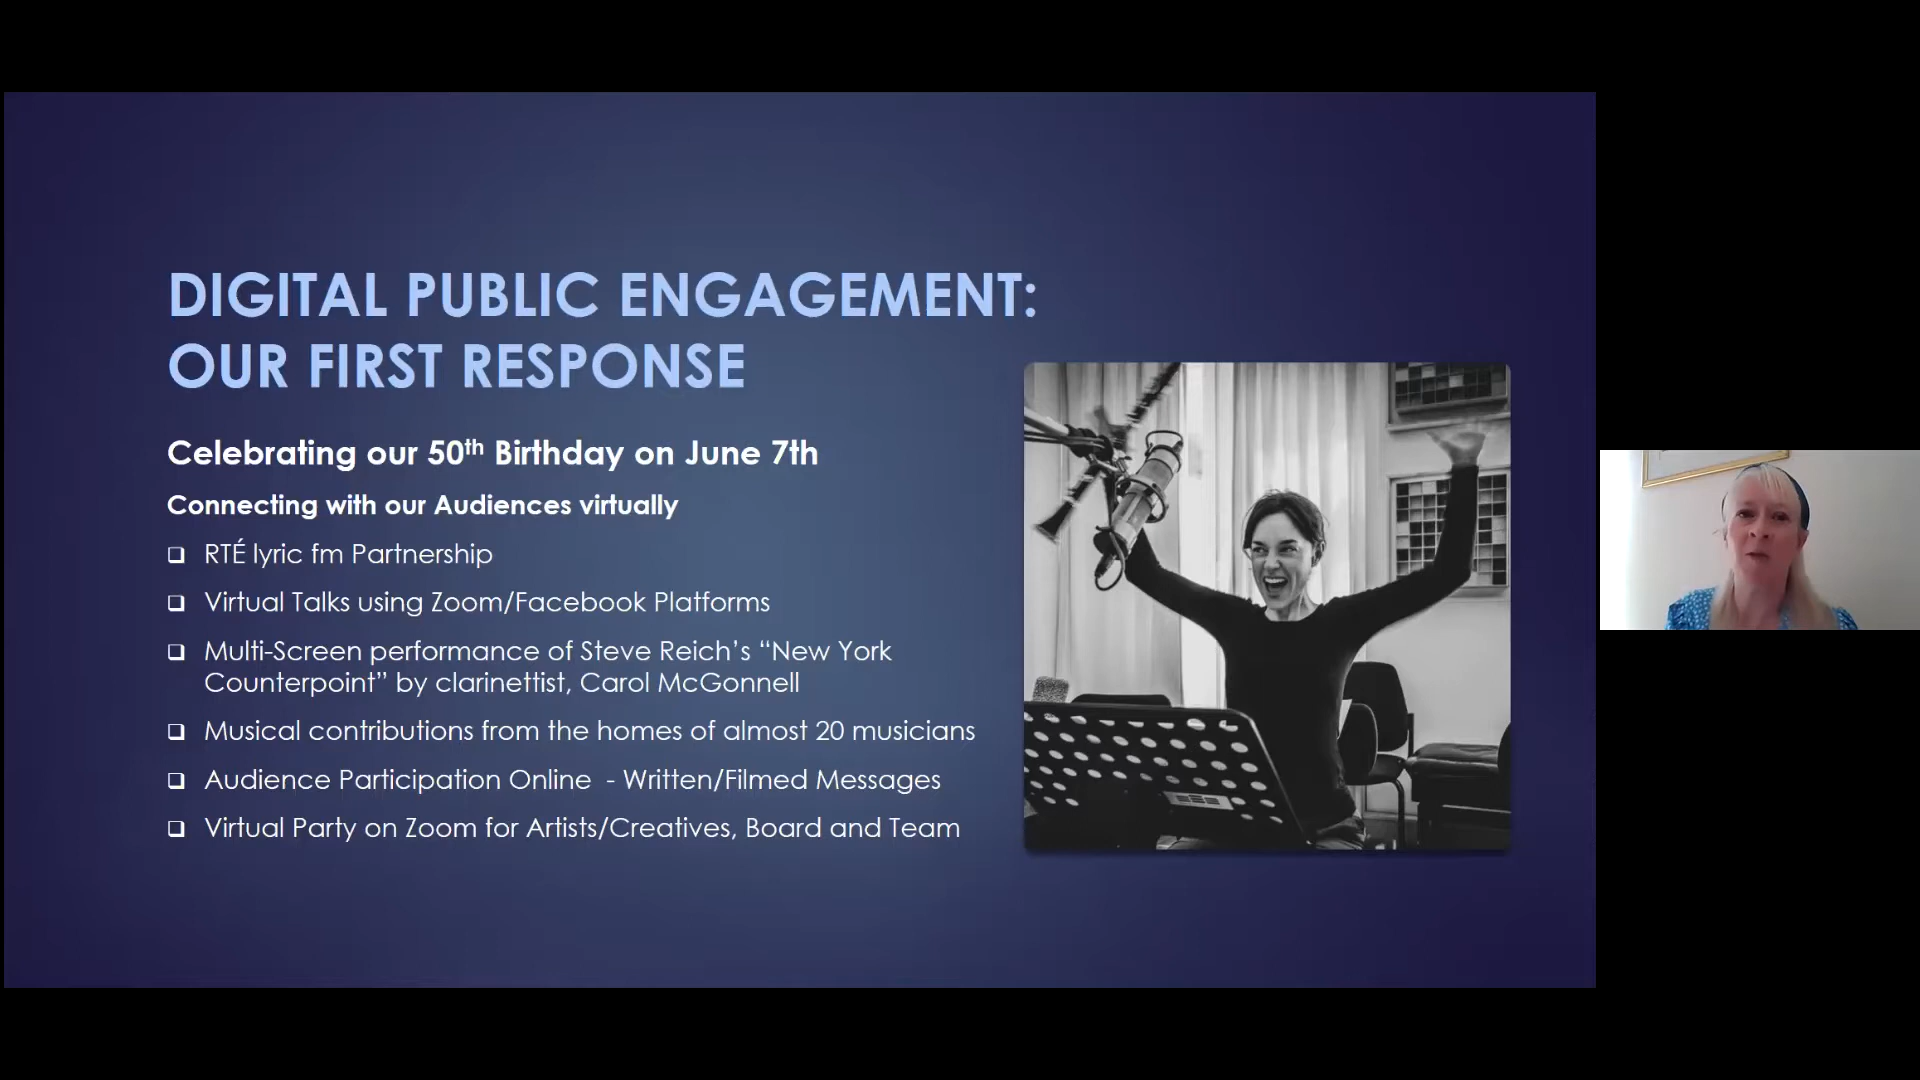 DIGITAL PUBLIC ENGAGEMENT:
OUR FIRST RESPONSE
Celebrating our 50th Birthday on June 7th
Connecting with our Audiences virtually
❑ RTÉ lyric fm Partnership
❑ Virtual Talks using Zoom/Facebook Platforms
❑ Multi-Screen performance of Steve Reich’s “New York
Counterpoint” by clarinettist, Carol McGonnell
❑ Musical contributions from the homes of almost 20 musicians
❑ Audience Participation Online - Written/Filmed Messages
❑ Virtual Party on Zoom for Artists/Creatives, Board and Team